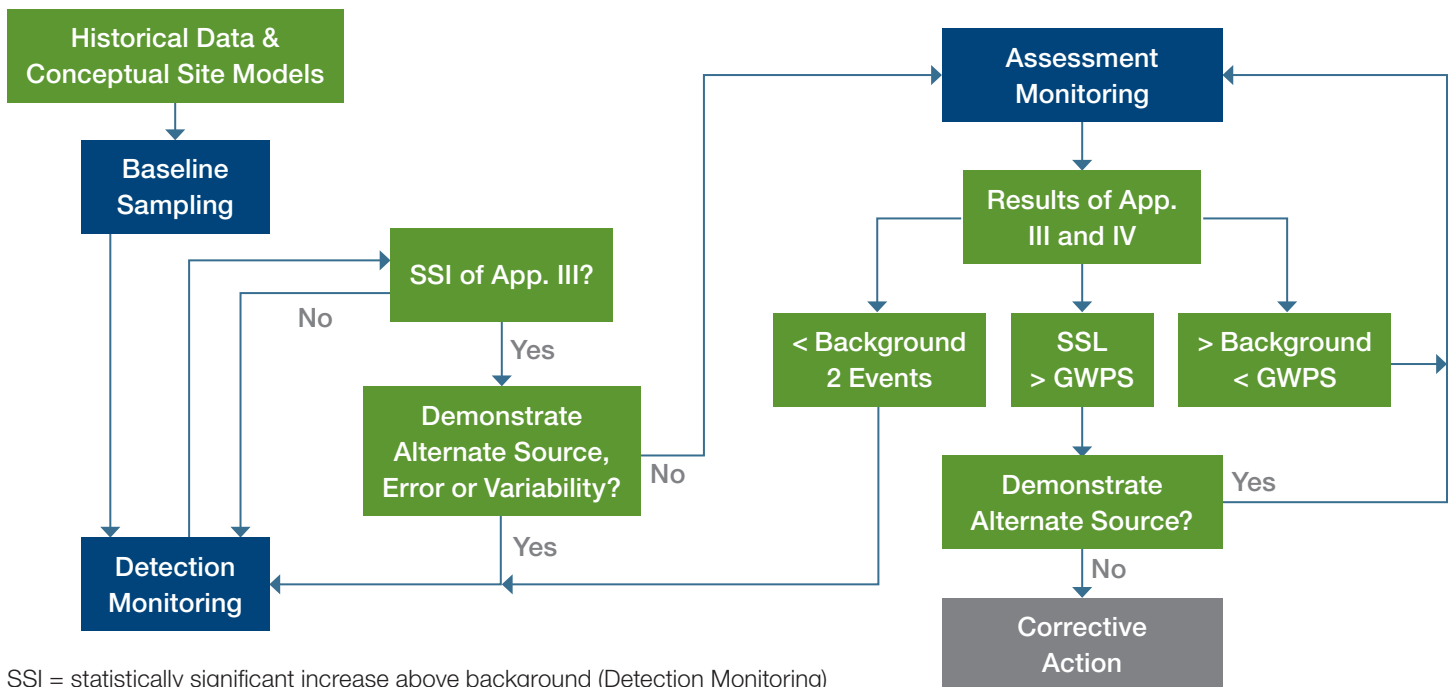 Historical Data &
Conceptual Site Models
Baseline
Sampling
SSI of App. III?
No
Yes
Demonstrate
Alternate Source,
Error or Variability?
No
Yes
Detection
Monitoring
Assessment
Monitoring
Results of App.
III and IV
< Background
2 Events
SSL
> GWPS
> Background
< GWPS
Demonstrate
Alternate Source?
Yes
No
Corrective
Action
SSI = statistically significant increase above background (Detection Monitoring)